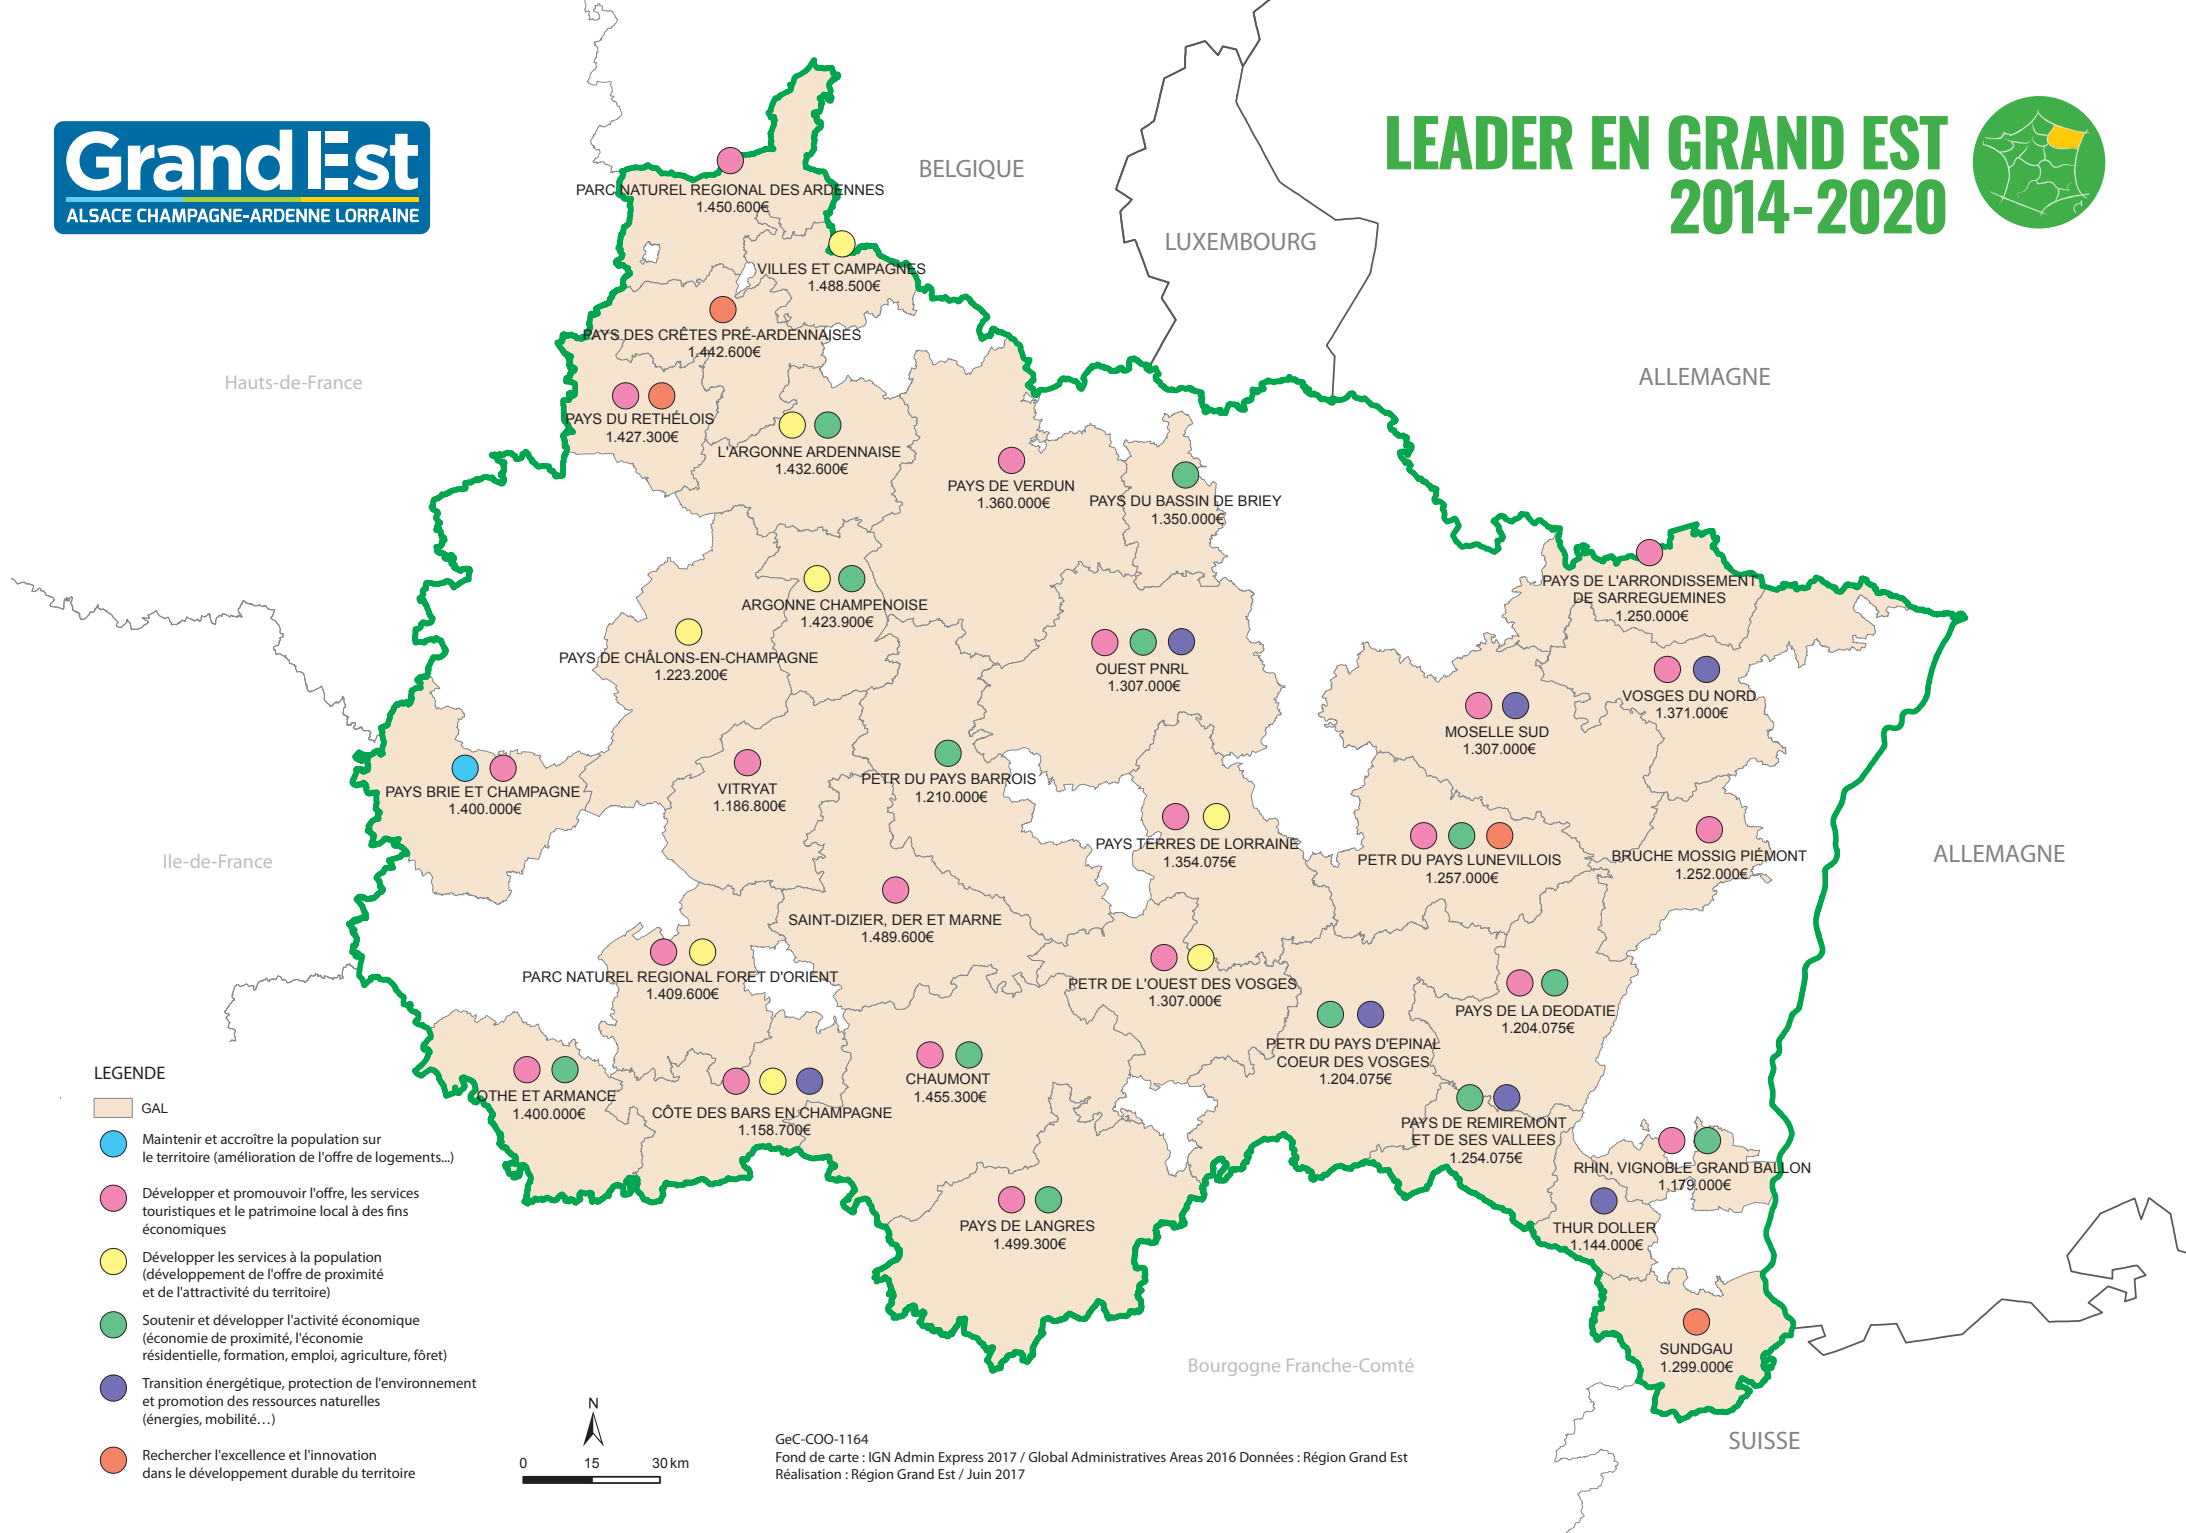 Grand Est
ALSACE CHAMPAGNE-ARDENNE LORRAINE
LEADER EN GRAND EST
2014-2020
BELGIQUE
LUXEMBOURG
ALLEMAGNE
ALLEMAGNE
SUISSE
Hauts-de-France
Ile-de-France
Bourgogne Franche-Comté
PARC NATUREL REGIONAL DES ARDENNES
1.450.600€
VILLES ET CAMPAGNES
1.488.500€
PAYS DES CRÊTES PRÉ-ARDENNAISES
1.442.600€
PAYS DU RETHÉLOIS
1.427.300€
L'ARGONNE ARDENNAISE
1.432.600€
PAYS DE VERDUN
1.360.000€
PAYS DU BASSIN DE BRIEY
1.350.000€
PAYS DE L'ARRONDISSEMENT
DE SARREGUEMINES
1.250.000€
ARGONNE CHAMPENOISE
1.423.900€
PAYS DE CHÂLONS-EN-CHAMPAGNE
1.223.200€
OUEST PNRL
1.307.000€
VOSGES DU NORD
1.371.000€
MOSELLE SUD
1.307.000€
PAYS BRIE ET CHAMPAGNE
1.400.000€
VITRYAT
1.186.800€
PETR DU PAYS BARROIS
1.210.000€
PAYS TERRES DE LORRAINE
1.354.075€
PETR DU PAYS LUNEVILLOIS
1.257.000€
BRUCHE MOSSIG PIÉMONT
1.252.000€
SAINT-DIZIER, DER ET MARNE
1.489.600€
PARC NATUREL REGIONAL FORET D'ORIENT
1.409.600€
PETR DE L'OUEST DES VOSGES
1.307.000€
PAYS DE LA DEODATIE
1.204.075€
PETR DU PAYS D'EPINAL
COEUR DES VOSGES
1.204.075€
OTHE ET ARMANCE
1.400.000€
CÔTE DES BARS EN CHAMPAGNE
1.158.700€
CHAUMONT
1.455.300€
PAYS DE REMIREMONT
ET DE SES VALLEES
1.254.075€
RHIN, VIGNOBLE GRAND BALLON
1.179.000€
PAYS DE LANGRES
1.499.300€
THUR DOLLER
1.144.000€
SUNDGAU
1.299.000€
LEGENDE
GAL
Maintenir et accroître la population sur
le territoire (amélioration de l'offre de logements...)
Développer et promouvoir l'offre, les services
touristiques et le patrimoine local à des fins
économiques
Développer les services à la population
(développement de l'offre de proximité
et de l'attractivité du territoire)
Soutenir et développer l'activité économique
(économie de proximité, l'économie
résidentielle, formation, emploi, agriculture, fôret)
Transition énergétique, protection de l'environnement
et promotion des ressources naturelles
(énergies, mobilité…)
Rechercher l'excellence et l'innovation
dans le développement durable du territoire
N
0 15 30 km
GeC-COO-1164
Fond de carte : IGN Admin Express 2017 / Global Administratives Areas 2016 Données : Région Grand Est
Réalisation : Région Grand Est / Juin 2017